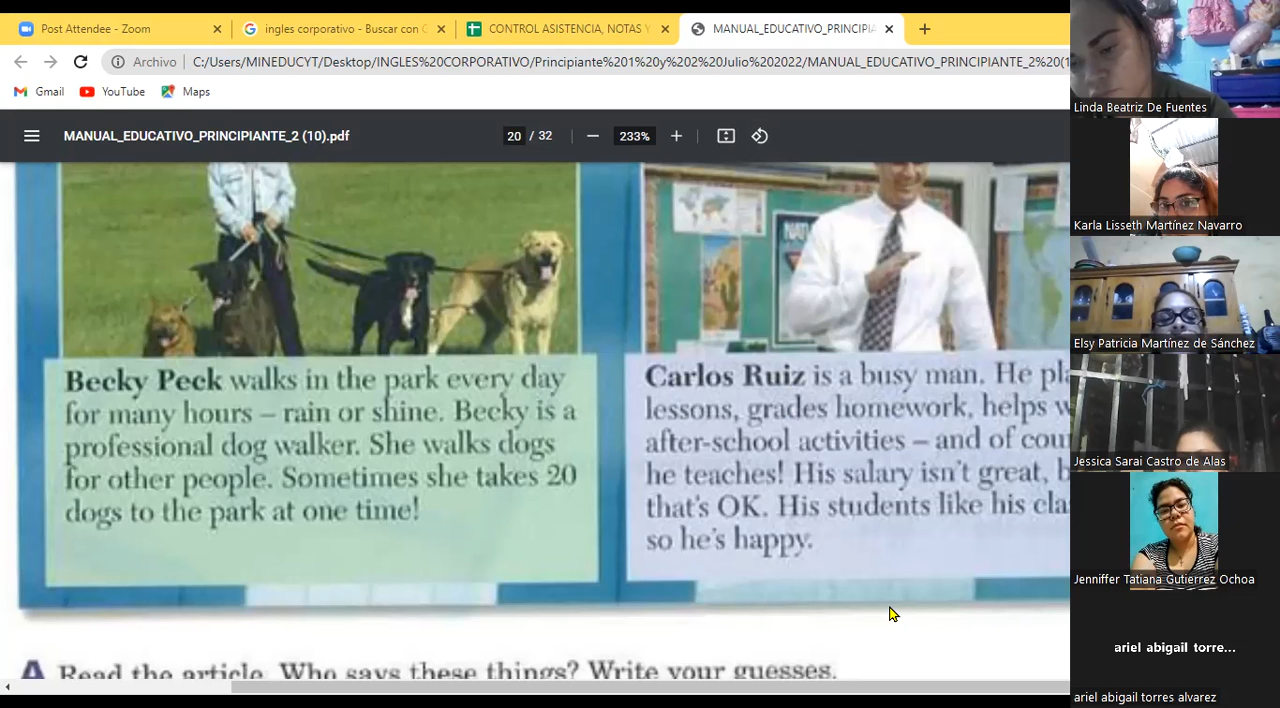 Post Attendee - Zoom
ingles corporativo - Buscar con
CONTROL ASISTENCIA, NOTAS Y
MANUAL_EDUCATIVO_PRINCIPIA
Archivo C:/Users/MINEDUCYT/Desktop/INGLES%20CORPORATIVO/Principiante%201%20y%202%20Julio%202022/MANUAL_EDUCATIVO_PRINCIPIANTE_2%20(1
Gmail YouTube Maps
MANUAL_EDUCATIVO_PRINCIPIANTE_2 (10).pdf 20 / 32 − 233% +
Becky Peck walks in the park every day
for many hours – rain or shine. Becky is a
professional dog walker. She walks dogs
for other people. Sometimes she takes 20
dogs to the park at one time!
Carlos Ruiz is a busy man. He pla
lessons, grades homework, helps w
after-school activities – and of cou
he teaches! His salary isn't great, b
that's OK. His students like his cla
so he's happy.
A Read the article. Who says these things? Write your guesses.
Linda Beatriz De Fuentes
Karla Lisseth Martínez Navarro
Elsy Patricia Martínez de Sánchez
Jessica Sarai Castro de Alas
Jenniffer Tatiana Gutierrez Ochoa
ariel abigail torre...
ariel abigail torres alvarez